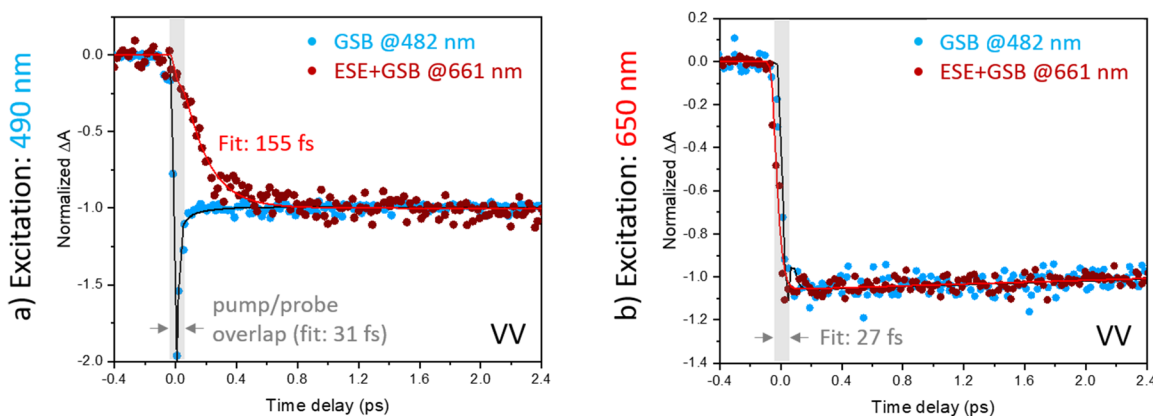 a) Excitation: 490 nm
Normalized ΔA
0.0
-0.5
-1.0
-1.5
-2.0
GSB @482 nm
ESE+GSB @661 nm
Fit: 155 fs
pump/probe
overlap (fit: 31 fs)
VV
-0.4 0.0 0.4 0.8 1.2 1.6 2.0 2.4
Time delay (ps)
b) Excitation: 650 nm
Normalized ΔA
0.2
0.0
-0.2
-0.4
-0.6
-0.8
-1.0
-1.2
-1.4
GSB @482 nm
ESE+GSB @661 nm
Fit: 27 fs
VV
-0.4 0.0 0.4 0.8 1.2 1.6 2.0 2.4
Time delay (ps)